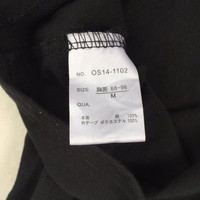 NO. OS14-1102
SIZE. 胸囲 88-96
M
QUA.
本体 綿 100%
衿テープ ポリエステル 100%